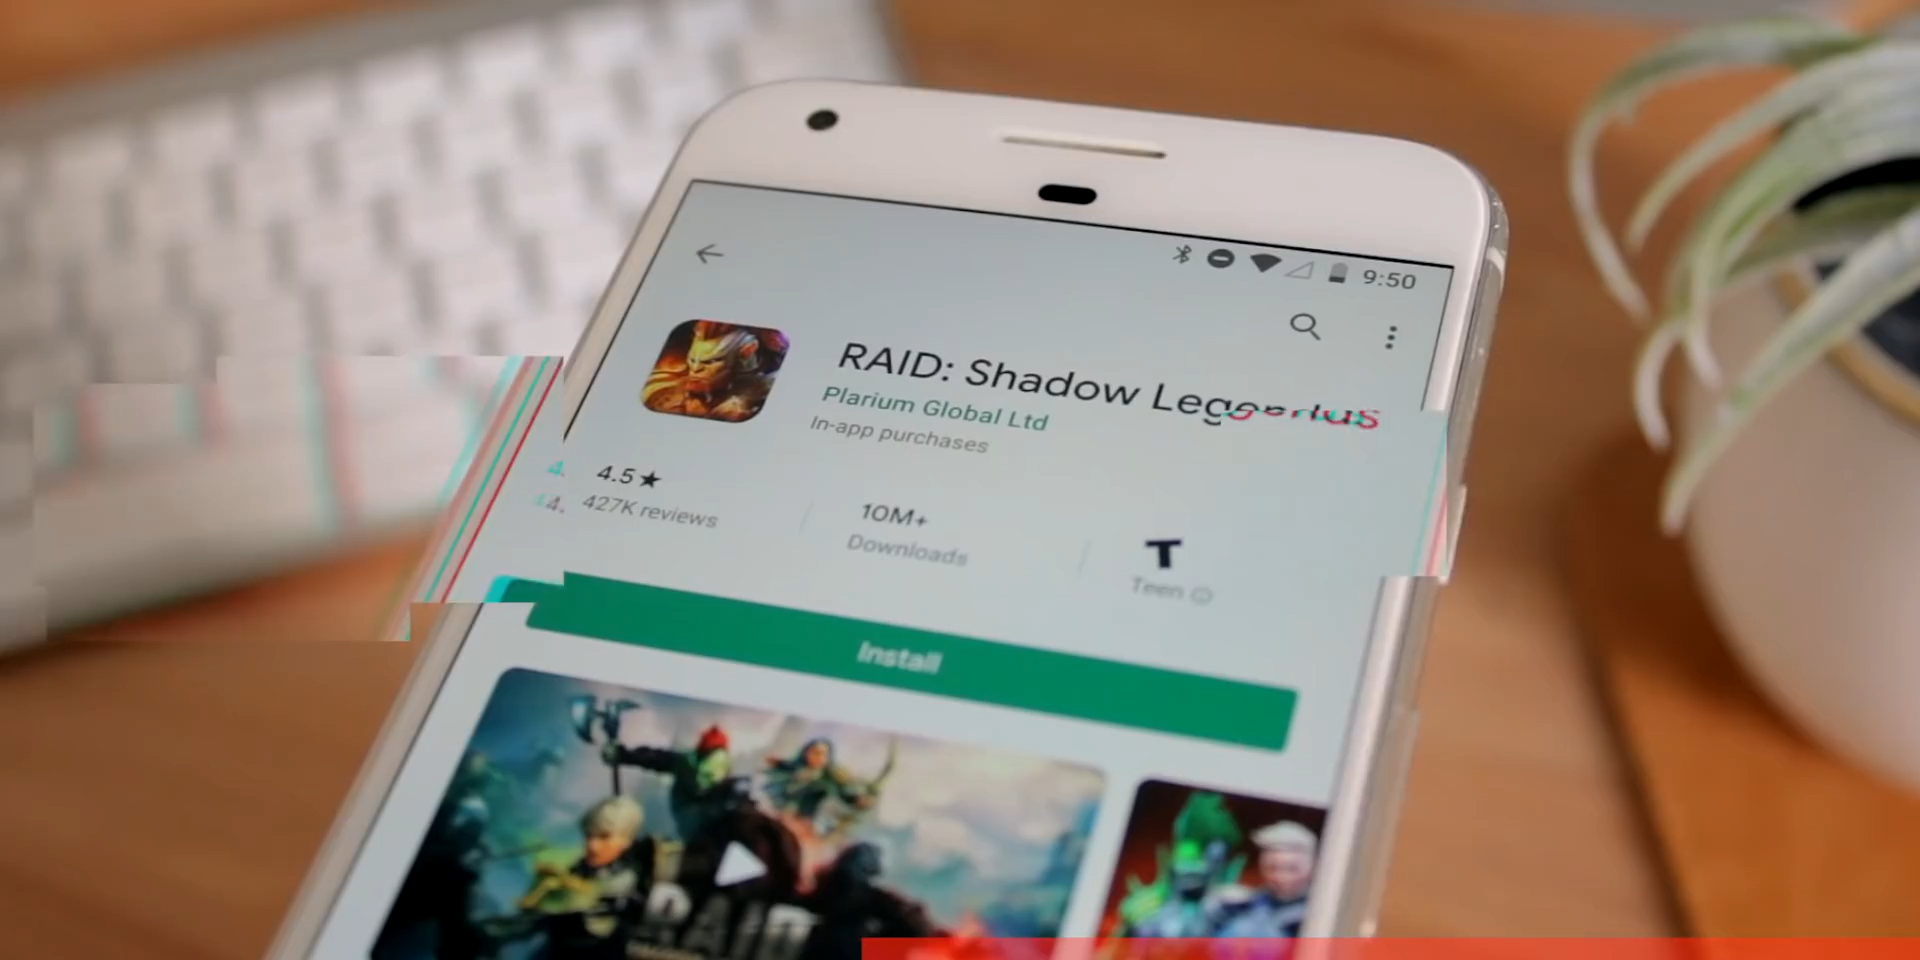 9:50
RAID: Shadow Legends
Plarium Global Ltd
In-app purchases
4.5★
427K reviews
10M+
Downloads
T
Teen
Install
RAID